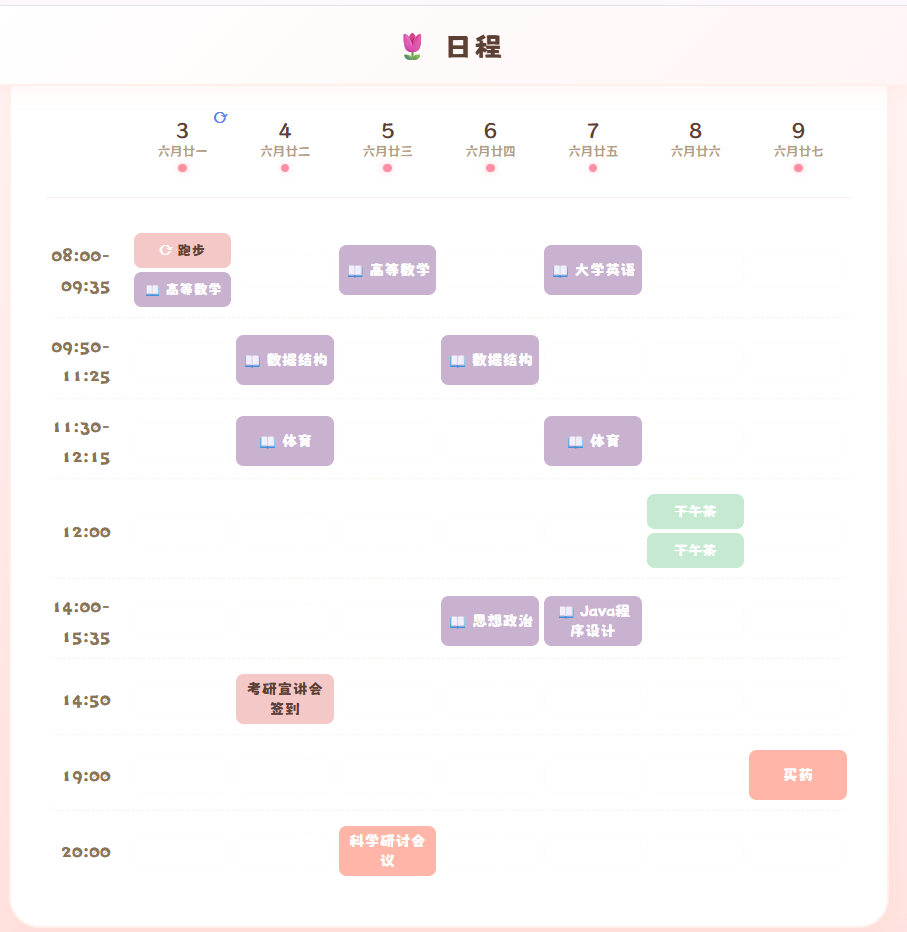 日程
3 4 5 6 7 8 9
六月廿一 六月廿二 六月廿三 六月廿四 六月廿五 六月廿六 六月廿七
08:00-
09:35
跑步
高等数学
高等数学
大学英语
09:50-
11:25
数据结构
数据结构
11:30-
12:15
体育
体育
12:00
下午茶
下午茶
14:00-
15:35
思想政治
Java程
序设计
14:50
考研宣讲会
签到
19:00
买药
20:00
科学研讨会
议